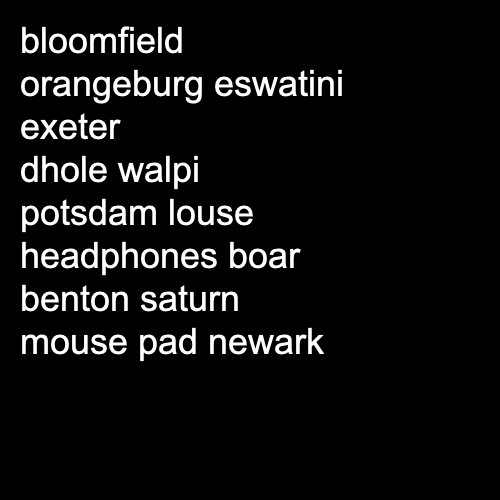 bloomfield
orangeburg eswatini
exeter
dhole walpi
potsdam louse
headphones boar
benton saturn
mouse pad newark